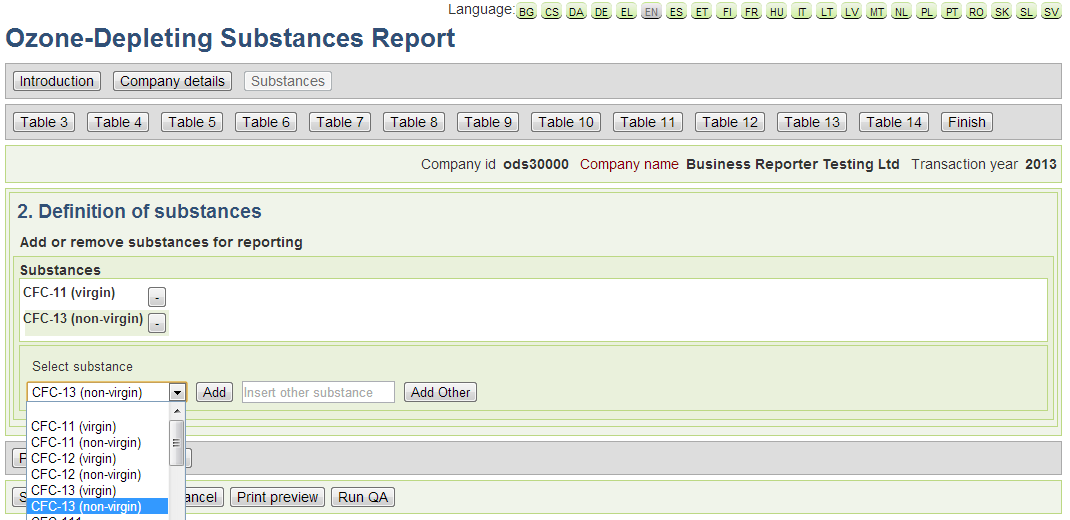 Language: BG CS DA DE EL EN ES ET FI FR HU IT LT LV MT NL PL PT RO SK SL SV
Ozone-Depleting Substances Report
Introduction Company details Substances
Table 3 Table 4 Table 5 Table 6 Table 7 Table 8 Table 9 Table 10 Table 11 Table 12 Table 13 Table 14 Finish
Company id ods30000 Company name Business Reporter Testing Ltd Transaction year 2013
2. Definition of substances
Add or remove substances for reporting
Substances
CFC-11 (virgin) -
CFC-13 (non-virgin) -
Select substance
CFC-13 (non-virgin) Add Insert other substance Add Other
CFC-11 (virgin)
CFC-11 (non-virgin)
CFC-12 (virgin)
CFC-12 (non-virgin)
CFC-13 (virgin)
CFC-13 (non-virgin)
Print preview Run QA